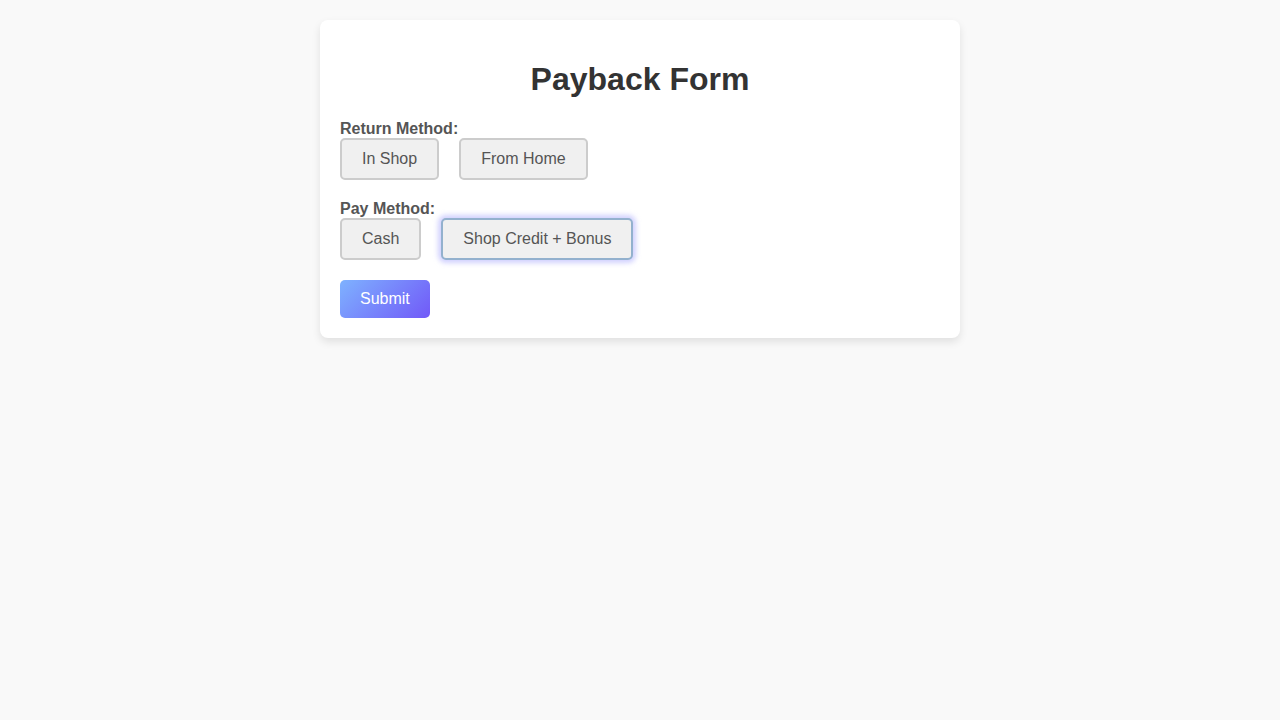 Payback Form
Return Method:
In Shop From Home
Pay Method:
Cash Shop Credit + Bonus
Submit